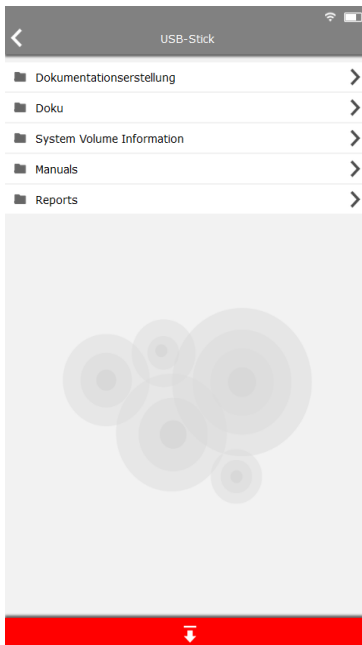 USB-Stick
Dokumentationserstellung
Doku
System Volume Information
Manuals
Reports